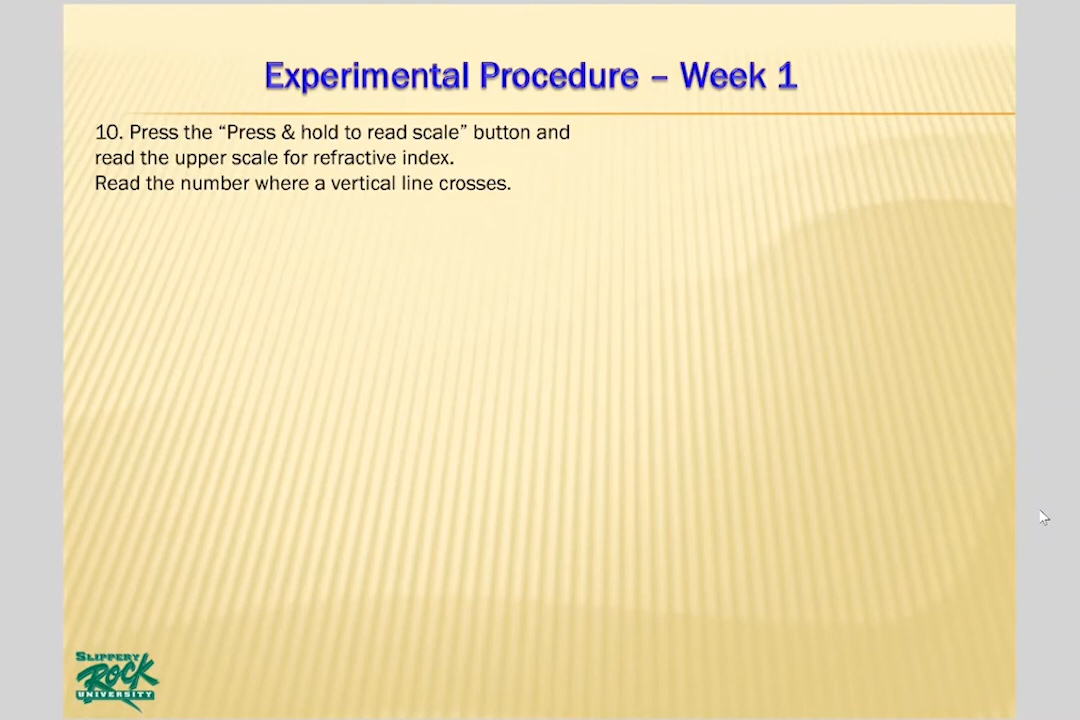 Experimental Procedure – Week 1
10. Press the “Press & hold to read scale” button and
read the upper scale for refractive index.
Read the number where a vertical line crosses.
SLIPPERY
ROCK
UNIVERSITY